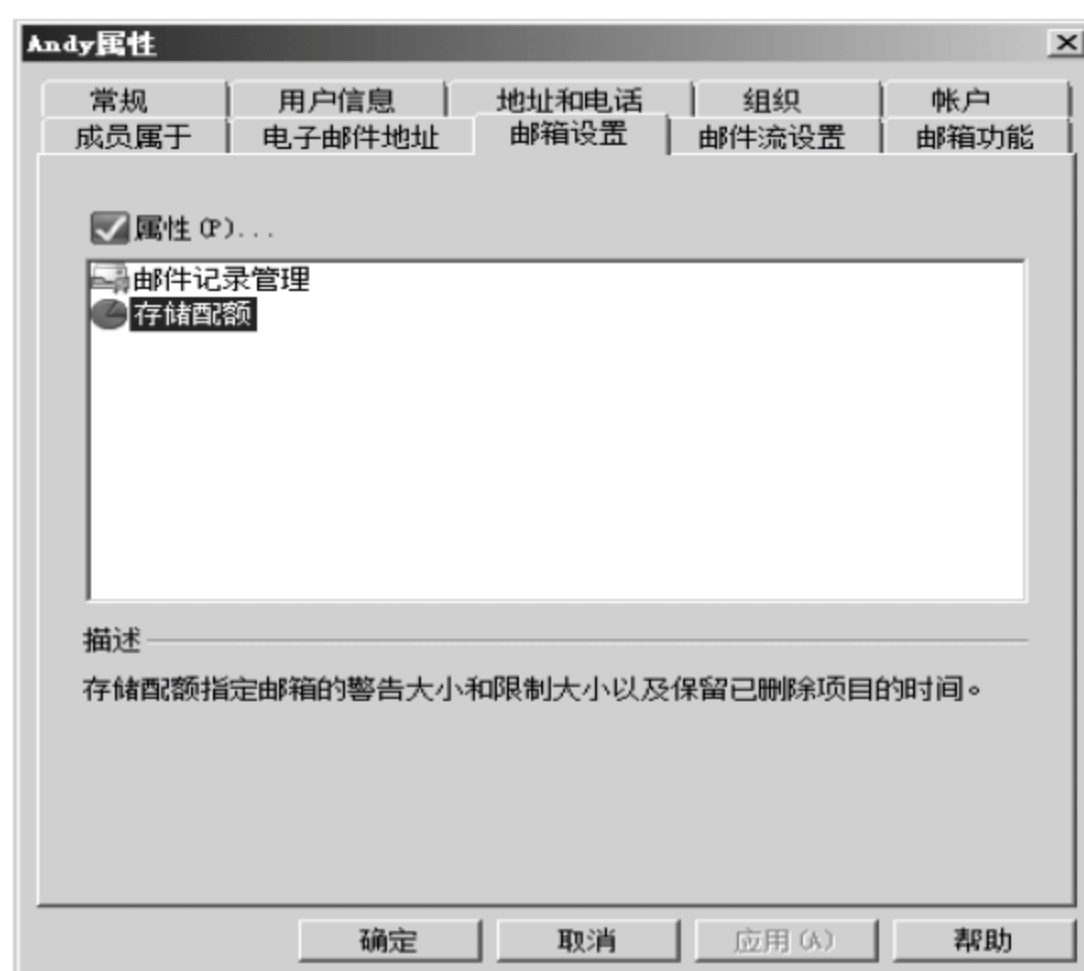 Andy属性
常规 用户信息 地址和电话 组织 帐户
成员属于 电子邮件地址 邮箱设置 邮件流设置 邮箱功能
属性(P)...
邮件记录管理
存储配额
描述
存储配额指定邮箱的警告大小和限制大小以及保留已删除项目的时间。
确定 取消 应用(A) 帮助